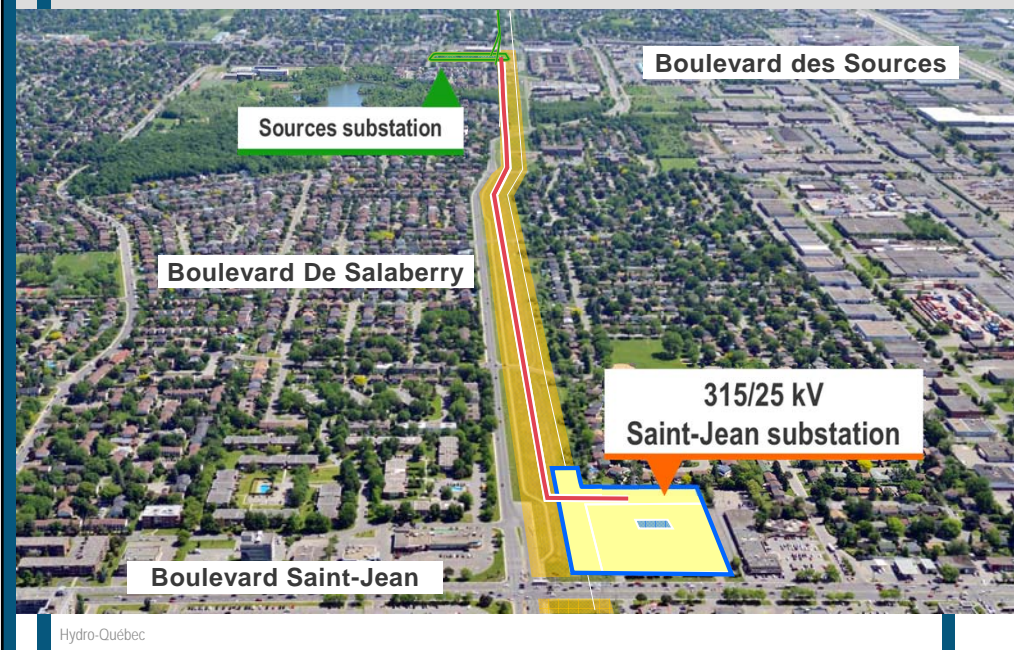 Boulevard des Sources
Sources substation
Boulevard De Salaberry
315/25 kV
Saint-Jean substation
Boulevard Saint-Jean
Hydro-Québec